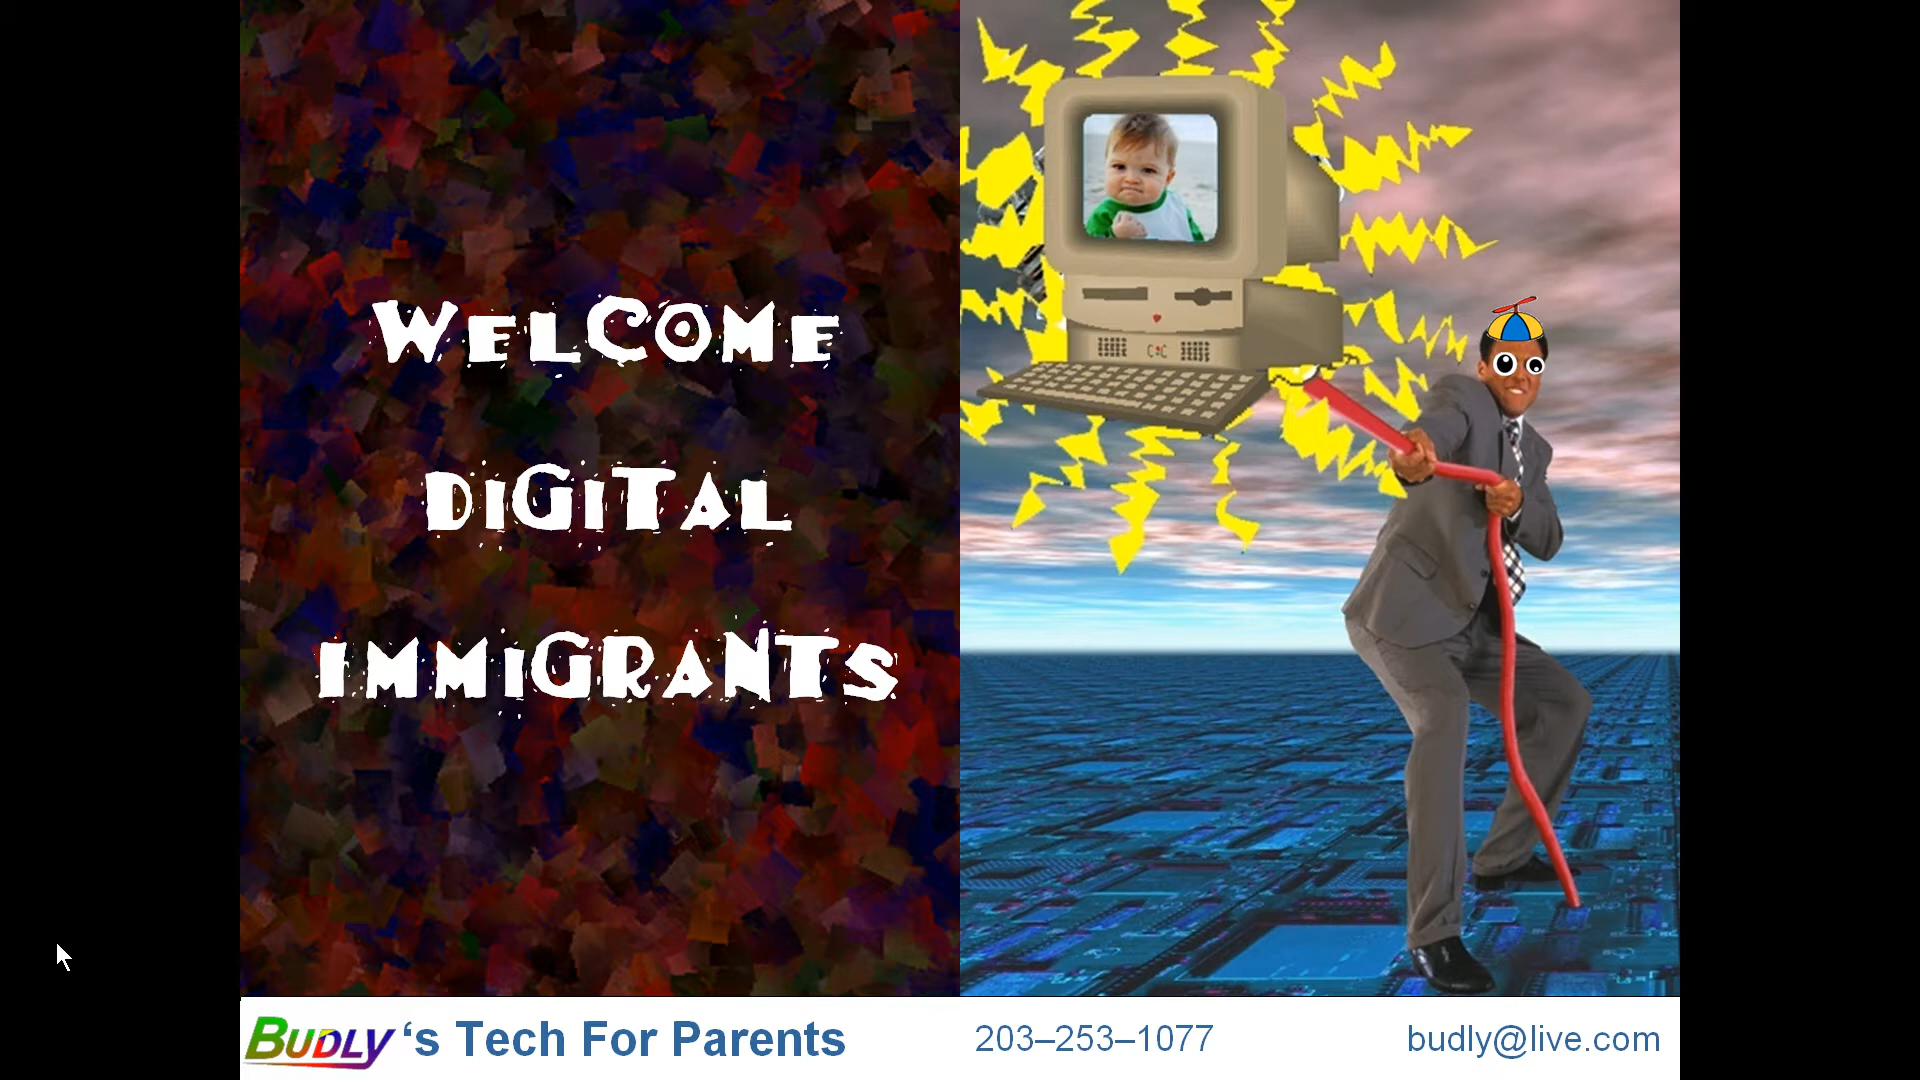 WELCOME
DIGITAL
IMMIGRANTS
BUDLY‘s Tech For Parents
203–253–1077
budly@live.com